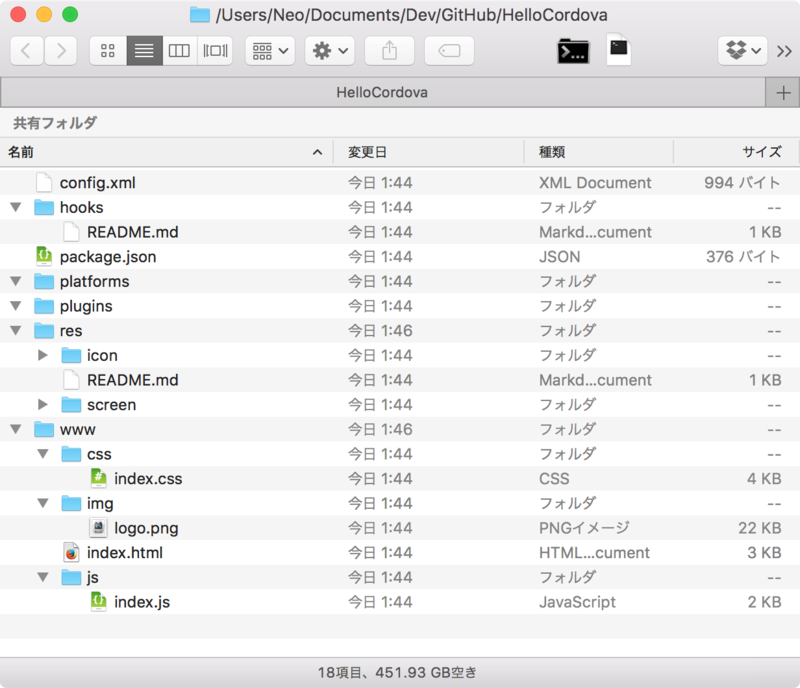 /Users/Neo/Documents/Dev/GitHub/HelloCordova
HelloCordova
共有フォルダ
名前 変更日 種類 サイズ
config.xml 今日 1:44 XML Document 994 バイト
hooks 今日 1:44 フォルダ --
README.md 今日 1:44 Markd...cument 1 KB
package.json 今日 1:44 JSON 376 バイト
platforms 今日 1:44 フォルダ --
plugins 今日 1:44 フォルダ --
res 今日 1:46 フォルダ --
icon 今日 1:44 フォルダ --
README.md 今日 1:44 Markd...cument 1 KB
screen 今日 1:44 フォルダ --
www 今日 1:46 フォルダ --
css 今日 1:44 フォルダ --
index.css 今日 1:44 CSS 4 KB
img 今日 1:44 フォルダ --
logo.png 今日 1:44 PNGイメージ 22 KB
index.html 今日 1:44 HTML...cument 3 KB
js 今日 1:44 フォルダ --
index.js 今日 1:44 JavaScript 2 KB
18項目、451.93 GB空き